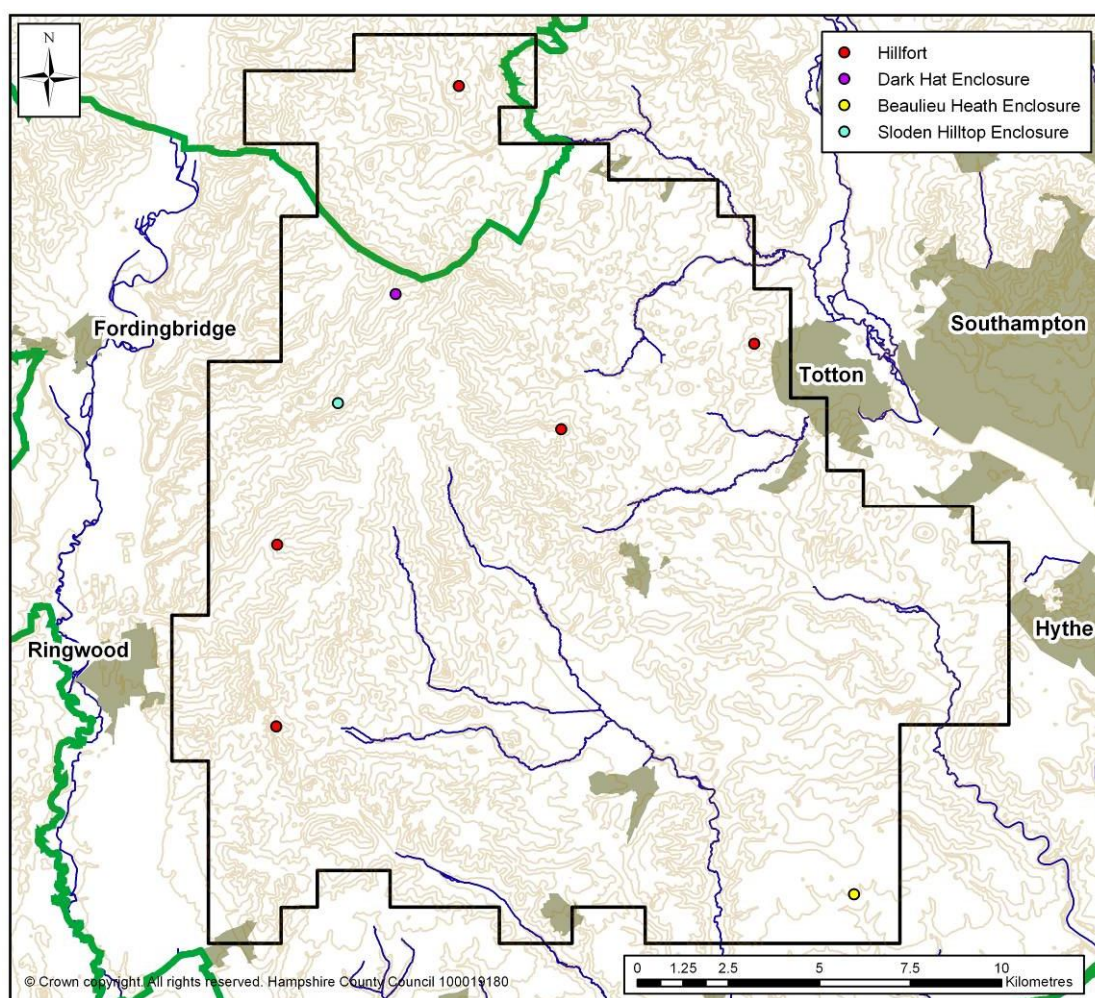 N
Hillfort
Dark Hat Enclosure
Beaulieu Heath Enclosure
Sloden Hilltop Enclosure
Fordingbridge
Southampton
Totton
Ringwood
Hythe
© Crown copyright. All rights reserved. Hampshire County Council 100019180
0 1.25 2.5 5 7.5 10
Kilometres